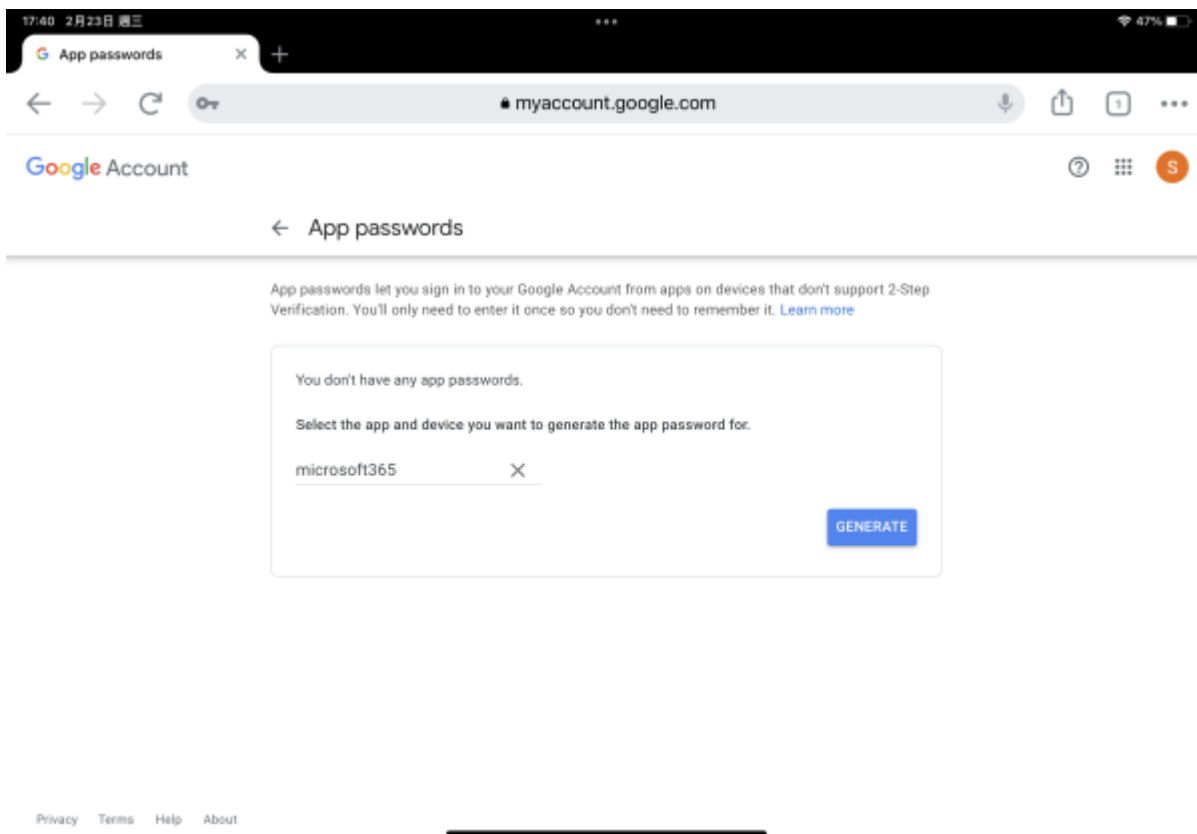 17:40 2月23日 週三
47%
App passwords
myaccount.google.com
1
Google Account
S
App passwords
App passwords let you sign in to your Google Account from apps on devices that don't support 2-Step
Verification. You'll only need to enter it once so you don't need to remember it. Learn more
You don't have any app passwords.
Select the app and device you want to generate the app password for.
microsoft365
GENERATE
Privacy Terms Help About